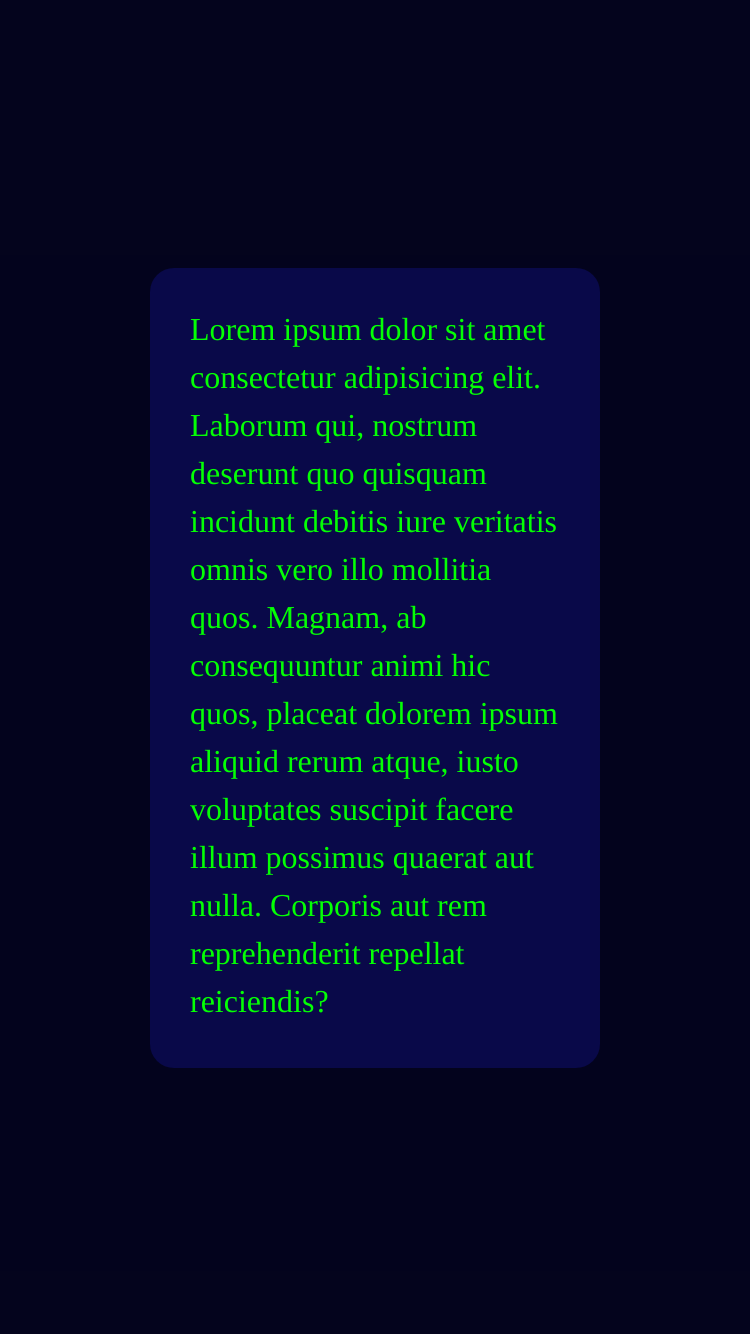 Lorem ipsum dolor sit amet
consectetur adipisicing elit.
Laborum qui, nostrum
deserunt quo quisquam
incidunt debitis iure veritatis
omnis vero illo mollitia
quos. Magnam, ab
consequuntur animi hic
quos, placeat dolorem ipsum
aliquid rerum atque, iusto
voluptates suscipit facere
illum possimus quaerat aut
nulla. Corporis aut rem
reprehenderit repellat
reiciendis?